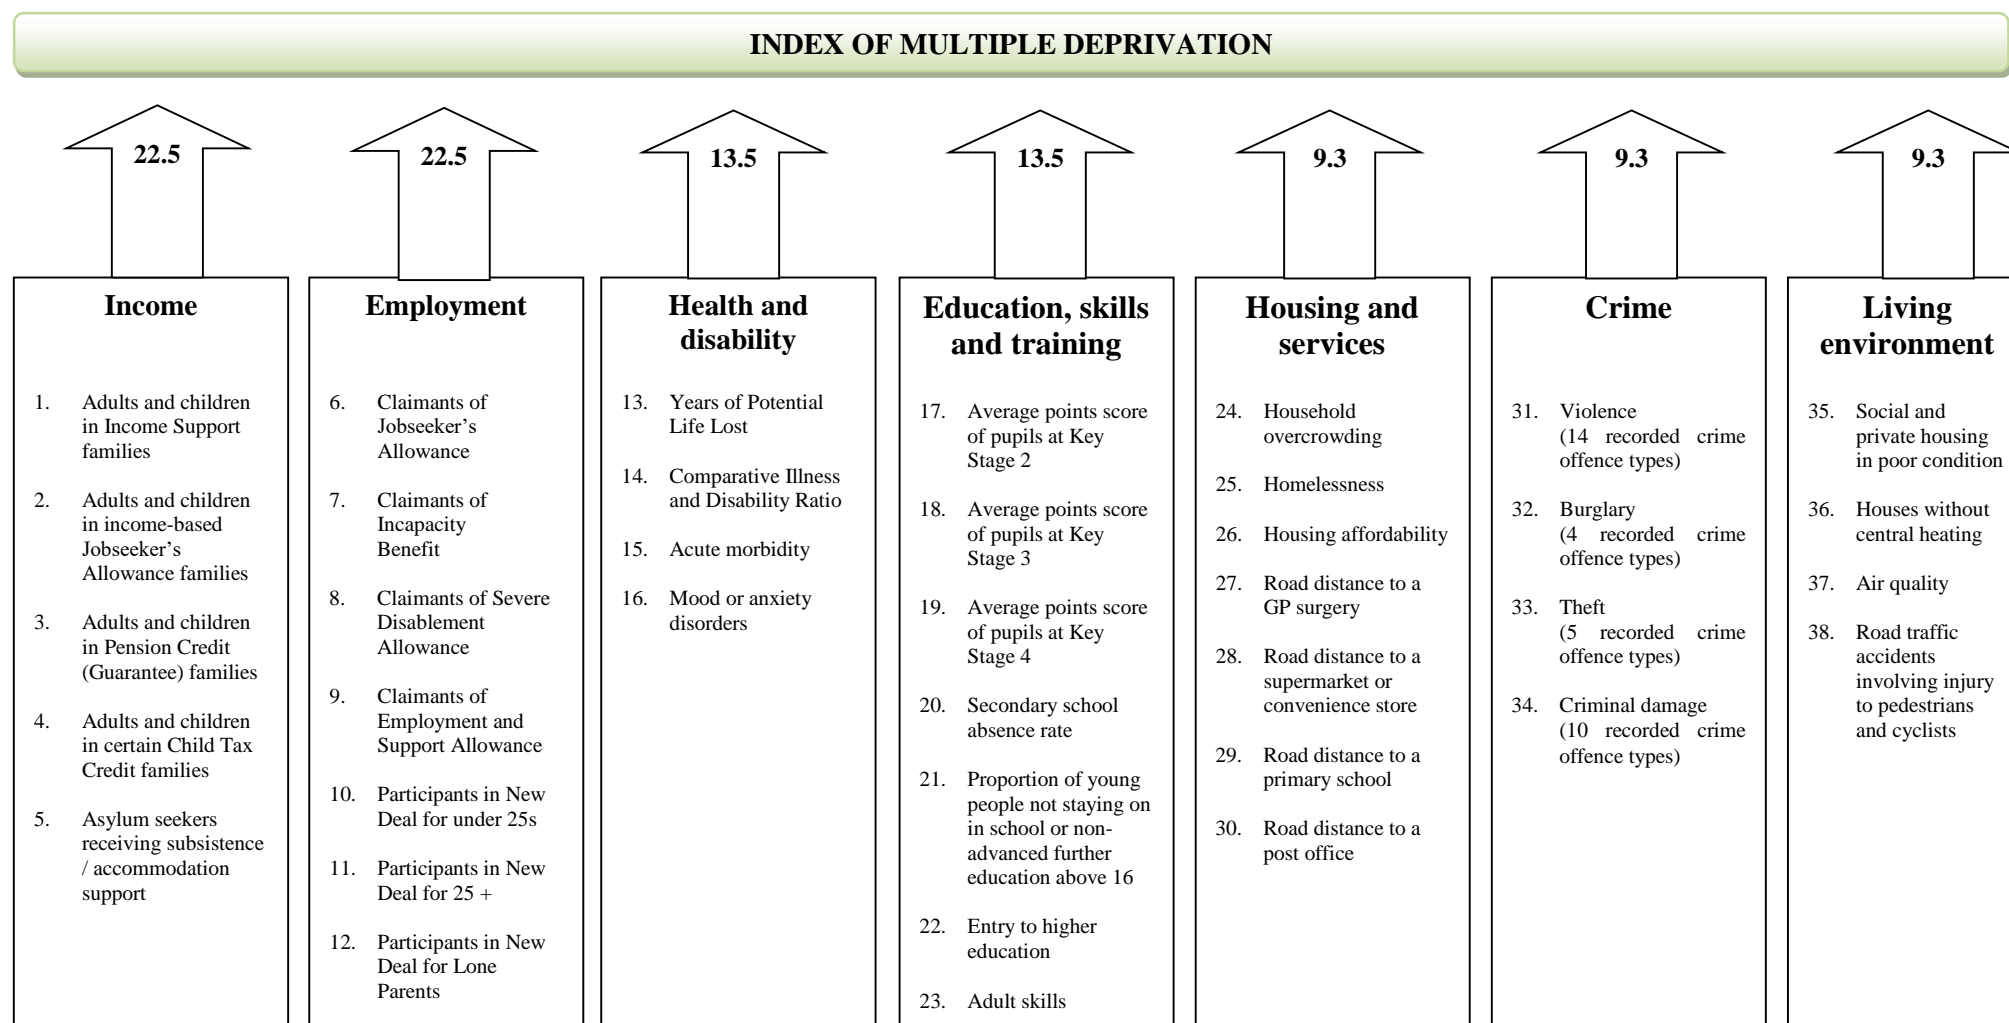 INDEX OF MULTIPLE DEPRIVATION
22.5
22.5
13.5
13.5
9.3
9.3
9.3
Income
1. Adults and children
in Income Support
families
2. Adults and children
in income-based
Jobseeker's
Allowance families
3. Adults and children
in Pension Credit
(Guarantee) families
4. Adults and children
in certain Child Tax
Credit families
5. Asylum seekers
receiving subsistence
/ accommodation
support
Employment
6. Claimants of
Jobseeker's
Allowance
7. Claimants of
Incapacity
Benefit
8. Claimants of Severe
Disablement
Allowance
9. Claimants of
Employment and
Support Allowance
10. Participants in New
Deal for under 25s
11. Participants in New
Deal for 25 +
12. Participants in New
Deal for Lone
Parents
Health and
disability
13. Years of Potential
Life Lost
14. Comparative Illness
and Disability Ratio
15. Acute morbidity
16. Mood or anxiety
disorders
Education, skills
and training
17. Average points score
of pupils at Key
Stage 2
18. Average points score
of pupils at Key
Stage 3
19. Average points score
of pupils at Key
Stage 4
20. Secondary school
absence rate
21. Proportion of young
people not staying on
in school or non-
advanced further
education above 16
22. Entry to higher
education
23. Adult skills
Housing and
services
24. Household
overcrowding
25. Homelessness
26. Housing affordability
27. Road distance to a
GP surgery
28. Road distance to a
supermarket or
convenience store
29. Road distance to a
primary school
30. Road distance to a
post office
Crime
31. Violence
(14 recorded crime
offence types)
32. Burglary
(4 recorded crime
offence types)
33. Theft
(5 recorded crime
offence types)
34. Criminal damage
(10 recorded crime
offence types)
Living
environment
35. Social and
private housing
in poor condition
36. Houses without
central heating
37. Air quality
38. Road traffic
accidents
involving injury
to pedestrians
and cyclists